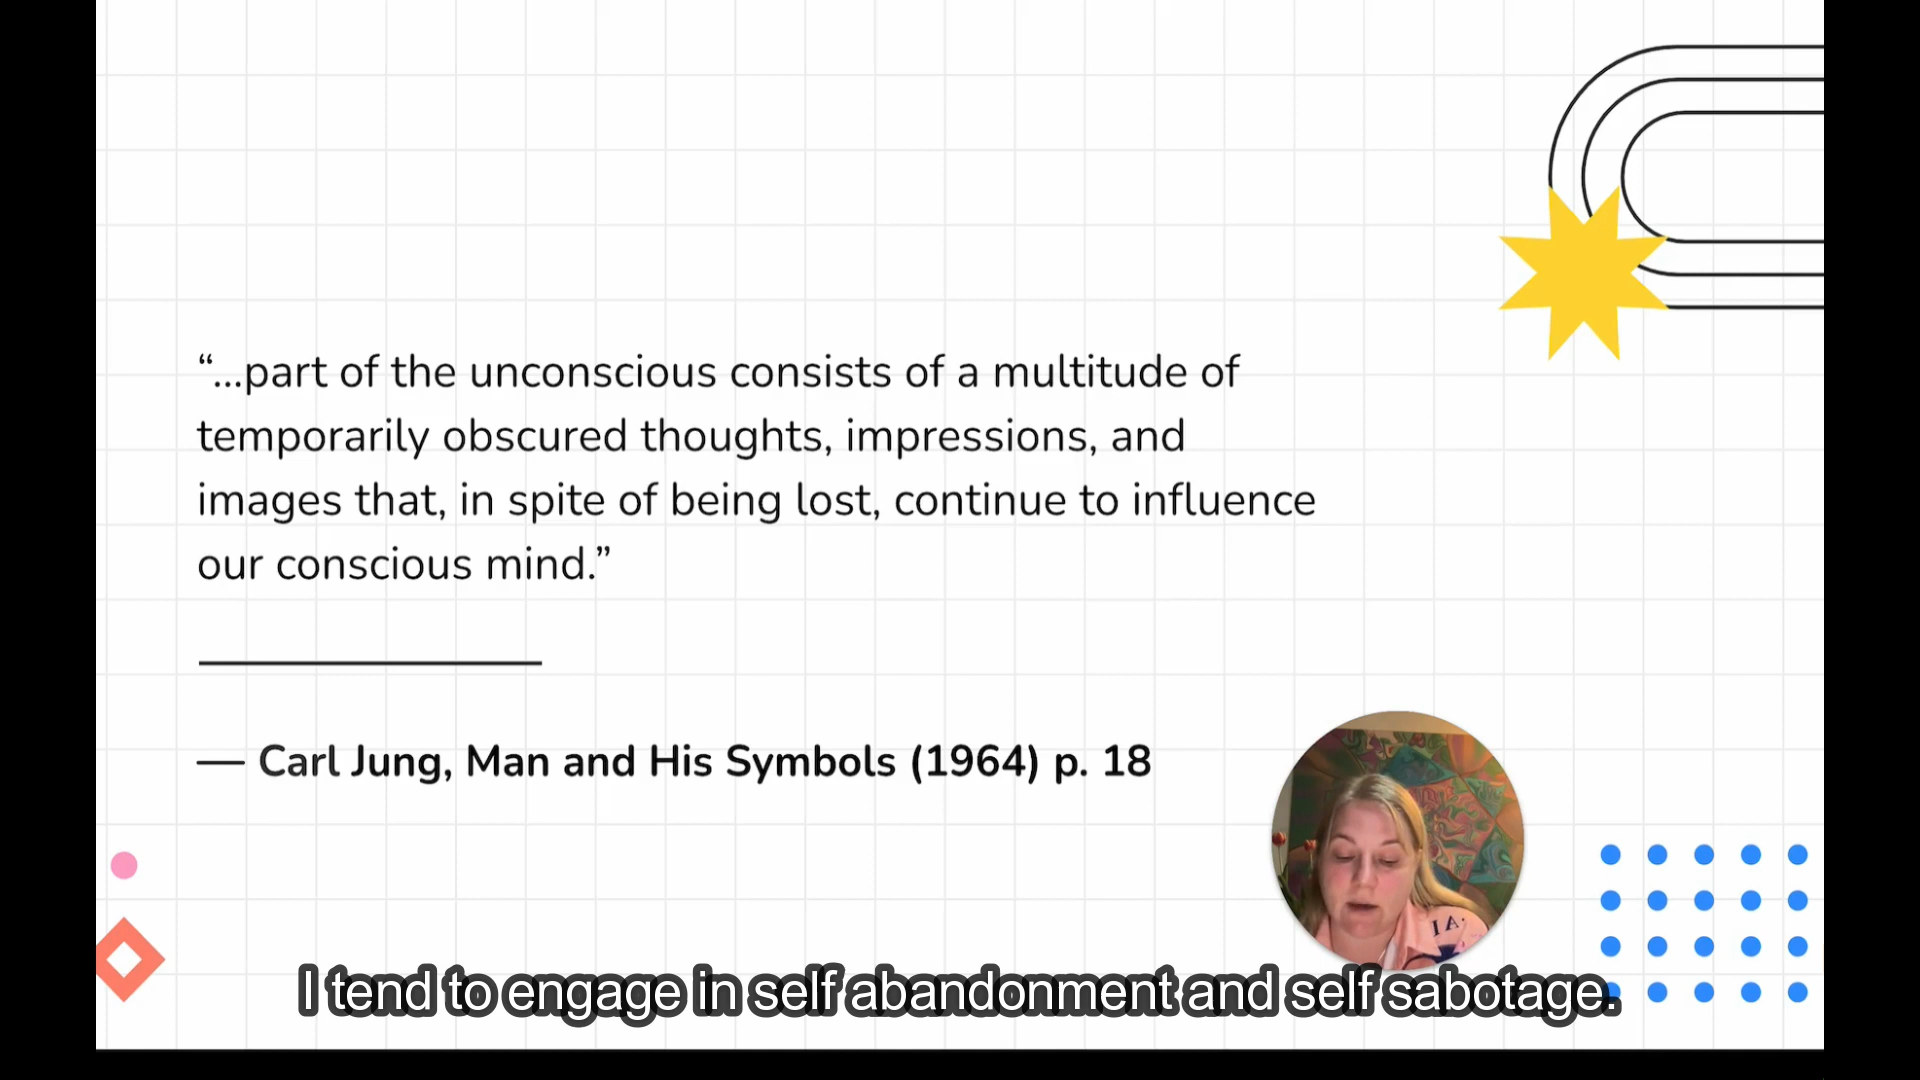 “...part of the unconscious consists of a multitude of
temporarily obscured thoughts, impressions, and
images that, in spite of being lost, continue to influence
our conscious mind.”
— Carl Jung, Man and His Symbols (1964) p. 18
I tend to engage in self abandonment and self sabotage.